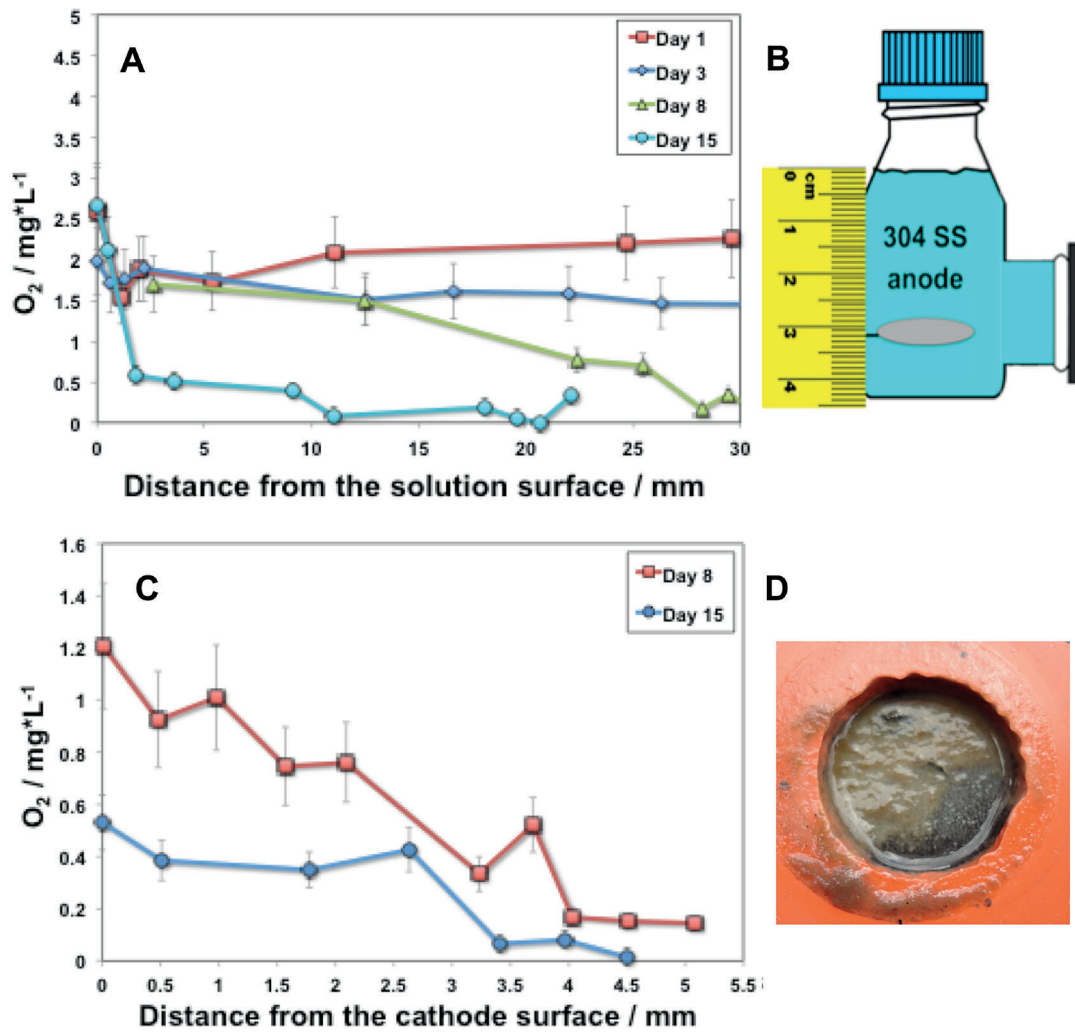 A
5
4.5
4
3.5
3
2.5
2
1.5
1
0.5
0
O2 / mg*L-1
Day 1
Day 3
Day 8
Day 15
0 5 10 15 20 25 30
Distance from the solution surface / mm
B
0 cm
1
2
3
4
304 SS
anode
C
1.6
1.4
1.2
1
0.8
0.6
0.4
0.2
0
O2 / mg*L-1
Day 8
Day 15
0 0.5 1 1.5 2 2.5 3 3.5 4 4.5 5 5.5
Distance from the cathode surface / mm
D